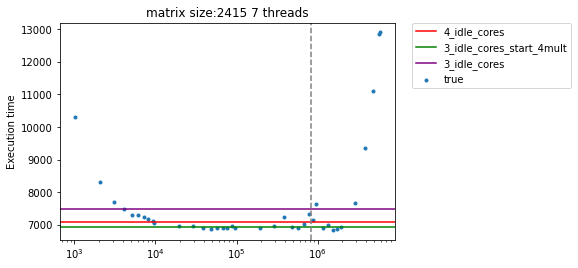 matrix size:2415 7 threads
Execution time
13000
12000
11000
10000
9000
8000
7000
10³
10⁴
10⁵
10⁶
4_idle_cores
3_idle_cores_start_4mult
3_idle_cores
true